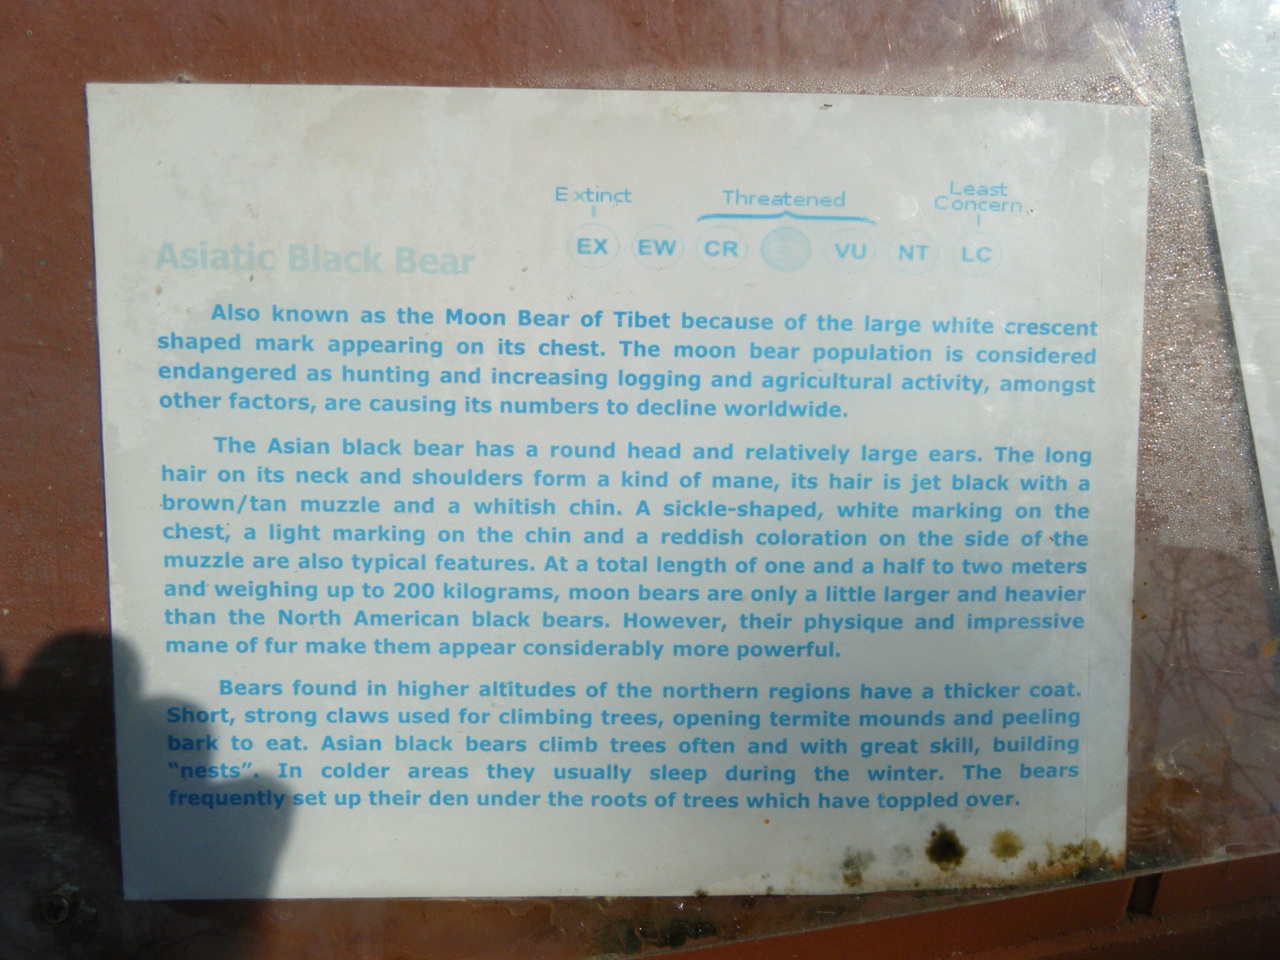 Extinct
Threatened
Least
Concern
EX EW CR VU NT LC
Asiatic Black Bear
Also known as the Moon Bear of Tibet because of the large white crescent
shaped mark appearing on its chest. The moon bear population is considered
endangered as hunting and increasing logging and agricultural activity, amongst
other factors, are causing its numbers to decline worldwide.
The Asian black bear has a round head and relatively large ears. The long
hair on its neck and shoulders form a kind of mane, its hair is jet black with a
brown/tan muzzle and a whitish chin. A sickle-shaped, white marking on the
chest, a light marking on the chin and a reddish coloration on the side of the
muzzle are also typical features. At a total length of one and a half to two meters
and weighing up to 200 kilograms, moon bears are only a little larger and heavier
than the North American black bears. However, their physique and impressive
mane of fur make them appear considerably more powerful.
Bears found in higher altitudes of the northern regions have a thicker coat.
Short, strong claws used for climbing trees, opening termite mounds and peeling
bark to eat. Asian black bears climb trees often and with great skill, building
“nests”. In colder areas they usually sleep during the winter. The bears
frequently set up their den under the roots of trees which have toppled over.